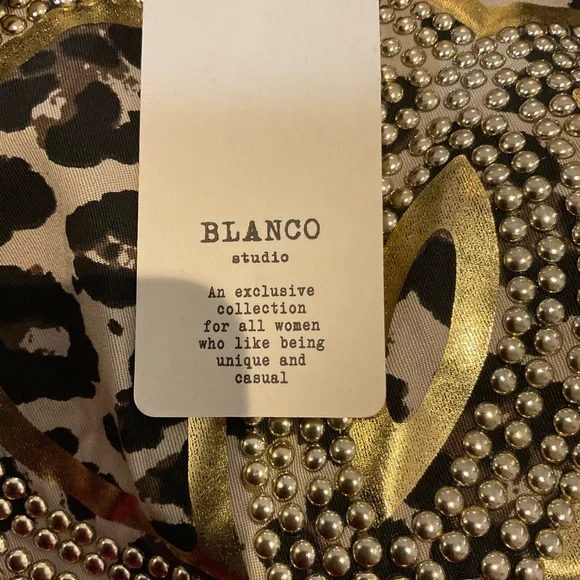 BLANCO
studio
An exclusive
collection
for all women
who like being
unique and
casual